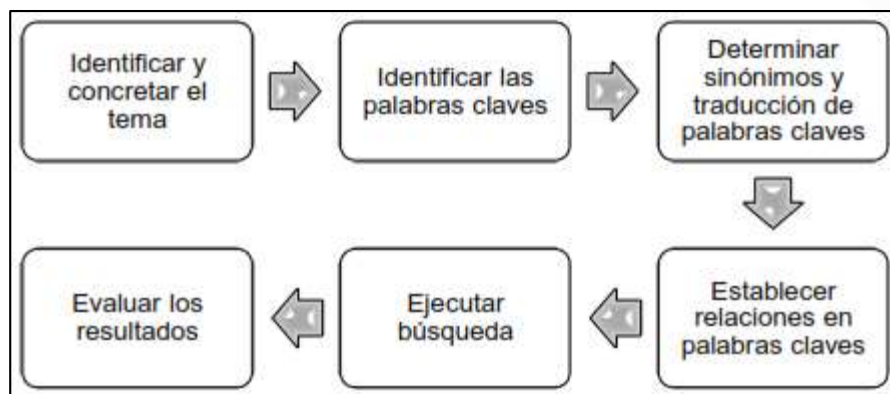 Identificar y
concretar el
tema
Identificar las
palabras claves
Determinar
sinónimos y
traducción de
palabras claves
Establecer
relaciones en
palabras claves
Ejecutar
búsqueda
Evaluar los
resultados